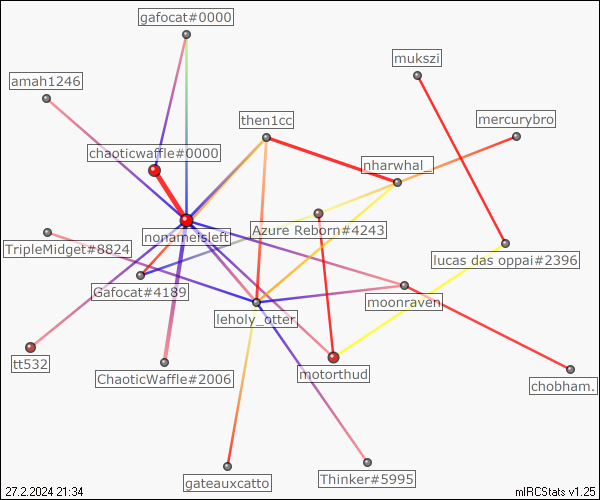 gafocat#0000
mukszi
amah1246
then1cc
mercurybro
chaoticwaffle#0000
nharwhal_
nonameisleft
Azure Reborn#4243
TripleMidget#8824
lucas das oppai#2396
Gafocat#4189
moonraven
leholy_otter
tt532
ChaoticWaffle#2006
motorthud
chobham.
gateauxcatto
Thinker#5995
27.2.2024 21:34
mIRCStats v1.25